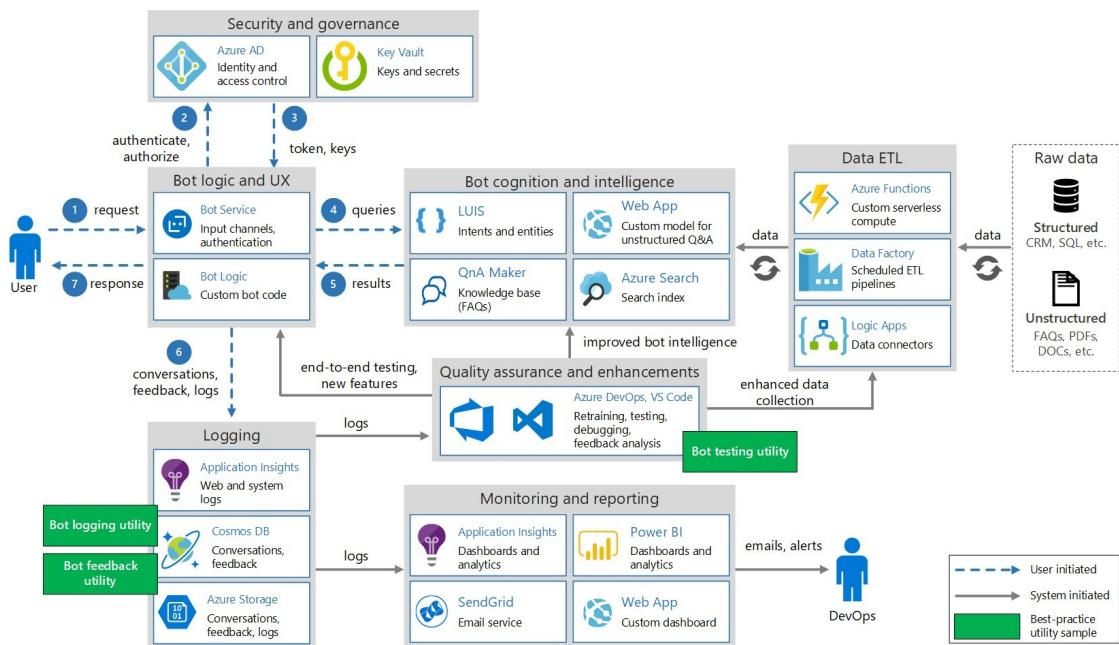 Security and governance
Azure AD
Identity and
access control
Key Vault
Keys and secrets
2
3
authenticate,
authorize
token, keys
Bot logic and UX
1
request
Bot Service
Input channels,
authentication
4
queries
7
response
Bot Logic
Custom bot code
5
results
User
Bot cognition and intelligence
LUIS
Intents and entities
Web App
Custom model for
unstructured Q&A
QnA Maker
Knowledge base
(FAQs)
Azure Search
Search index
data
Data ETL
Azure Functions
Custom serverless
compute
Data Factory
Scheduled ETL
pipelines
Logic Apps
Data connectors
data
Raw data
Structured
CRM, SQL, etc.
Unstructured
FAQs, PDFs,
DOCs, etc.
6
conversations,
feedback, logs
end-to-end testing,
new features
improved bot intelligence
Quality assurance and enhancements
Azure DevOps, VS Code
Retraining, testing,
debugging,
feedback analysis
enhanced data
collection
Bot testing utility
Logging
logs
Application Insights
Web and system
logs
Bot logging utility
Cosmos DB
Conversations,
feedback
Bot feedback
utility
Azure Storage
Conversations,
feedback, logs
10
01
logs
Monitoring and reporting
Application Insights
Dashboards and
analytics
Power BI
Dashboards and
analytics
SendGrid
Email service
Web App
Custom dashboard
emails, alerts
DevOps
User initiated
System initiated
Best-practice
utility sample